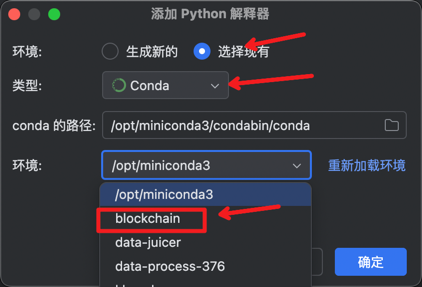 添加 Python 解释器
环境: 生成新的 选择现有
类型: Conda
conda 的路径: /opt/miniconda3/condabin/conda
环境: /opt/miniconda3 重新加载环境
/opt/miniconda3
blockchain
data-juicer
data-process-376
确定